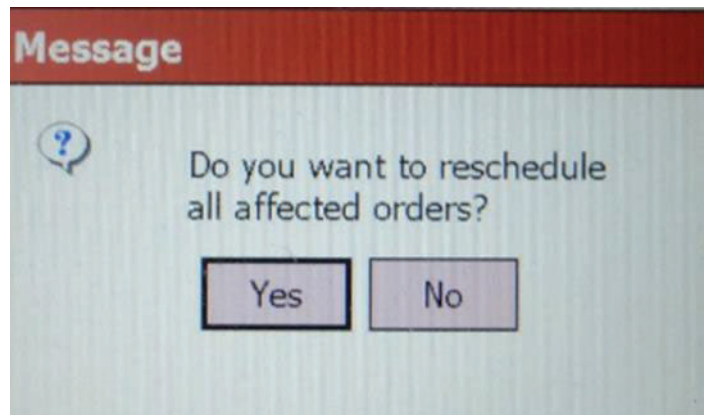 Message
?
Do you want to reschedule
all affected orders?
Yes
No